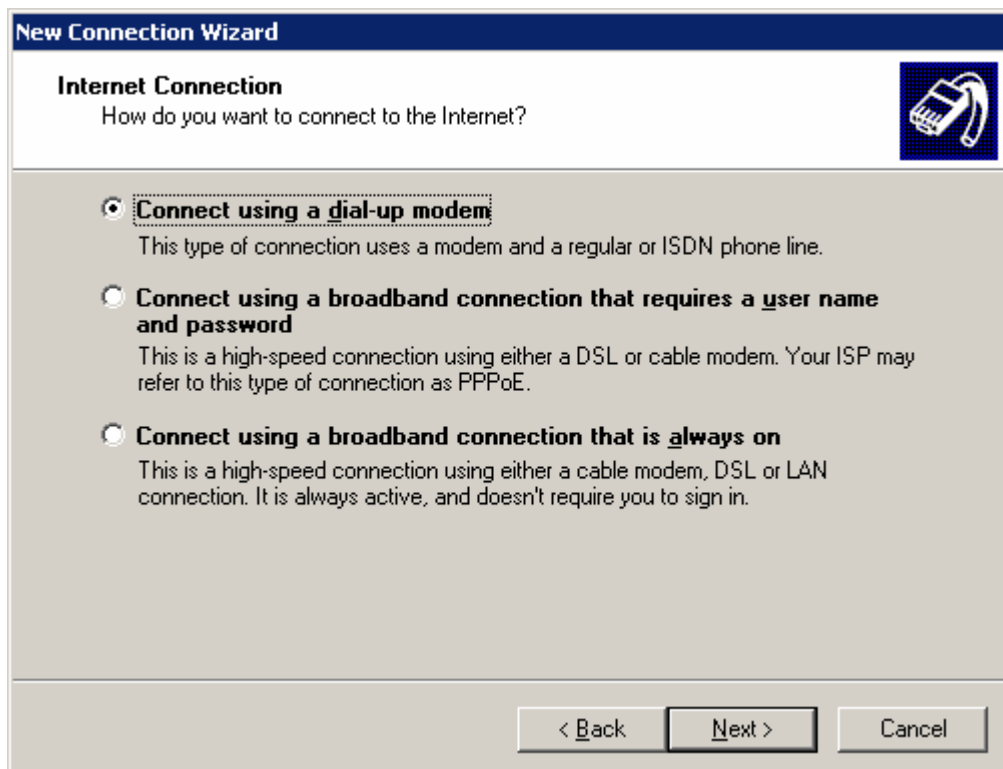 New Connection Wizard
Internet Connection
How do you want to connect to the Internet?
Connect using a dial-up modem
This type of connection uses a modem and a regular or ISDN phone line.
Connect using a broadband connection that requires a user name
and password
This is a high-speed connection using either a DSL or cable modem. Your ISP may
refer to this type of connection as PPPoE.
Connect using a broadband connection that is always on
This is a high-speed connection using either a cable modem, DSL or LAN
connection. It is always active, and doesn't require you to sign in.
< Back
Next >
Cancel